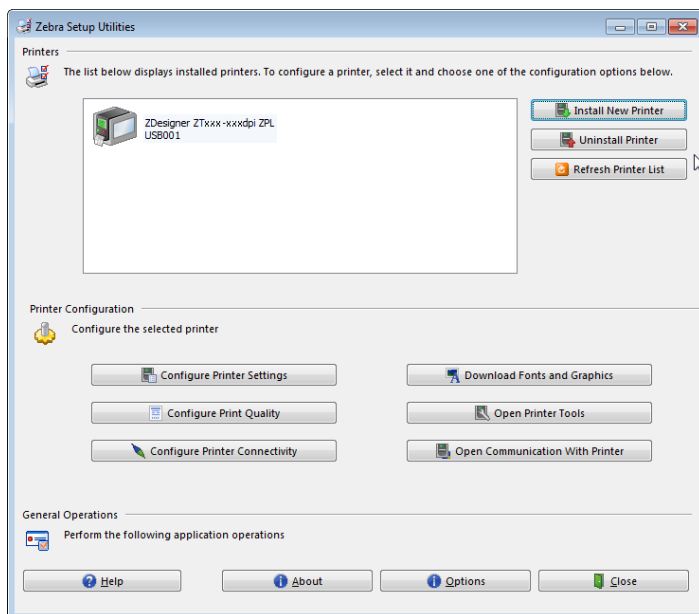 Zebra Setup Utilities
Printers
The list below displays installed printers. To configure a printer, select it and choose one of the configuration options below.
ZDesigner ZTxxx-xxxdpi ZPL
USB001
Install New Printer
Uninstall Printer
Refresh Printer List
Printer Configuration
Configure the selected printer
Configure Printer Settings
Download Fonts and Graphics
Configure Print Quality
Open Printer Tools
Configure Printer Connectivity
Open Communication With Printer
General Operations
Perform the following application operations
Help
About
Options
Close